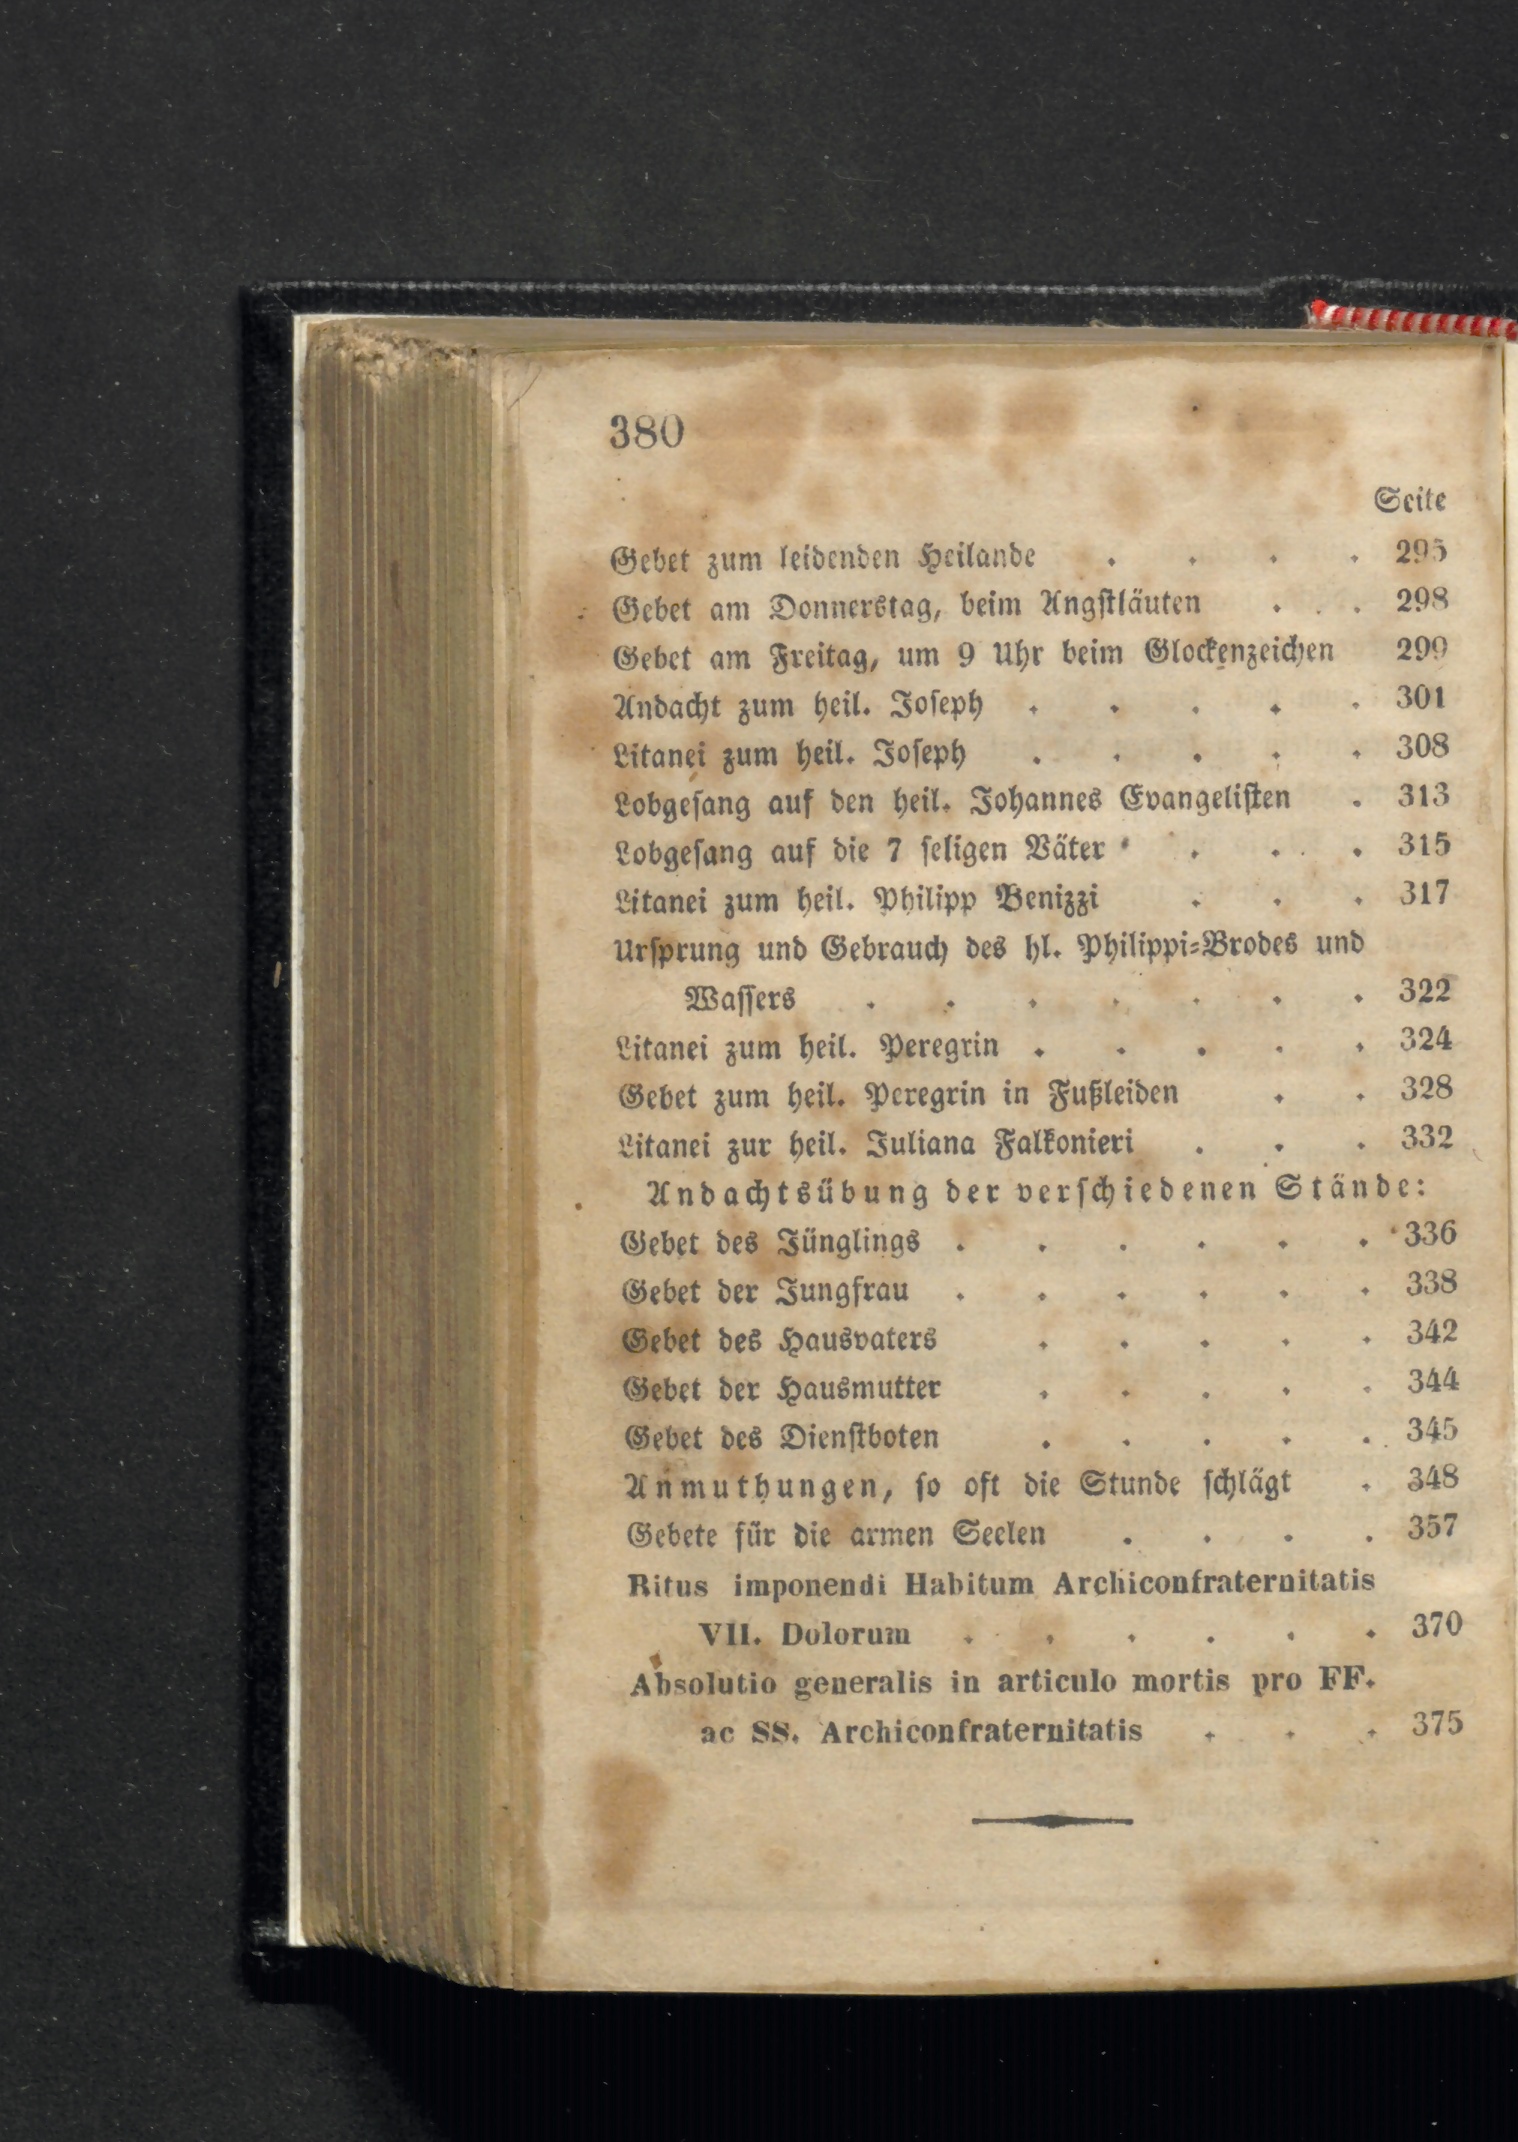 380
Seite
Gebet zum leidenden Heilande . . . . 295
Gebet am Donnerstag, beim Angstläuten . . . 298
Gebet am Freitag, um 9 Uhr beim Glockenzeichen 299
Andacht zum heil. Joseph . . . . . 301
Litanei zum heil. Joseph . . . . . 308
Lobgesang auf den heil. Johannes Evangelisten . 313
Lobgesang auf die 7 seligen Väter . . . . 315
Litanei zum heil. Philipp Benizzi . . . 317
Ursprung und Gebrauch des hl. Philippi-Brodes und
Wassers . . . . . . . 322
Litanei zum heil. Peregrin . . . . . 324
Gebet zum heil. Peregrin in Fußleiden . . 328
Litanei zur heil. Juliana Falkonieri . . . 332
Andachtsübung der verschiedenen Stände:
Gebet des Jünglings . . . . . . 336
Gebet der Jungfrau . . . . . . 338
Gebet des Hausvaters . . . . . 342
Gebet der Hausmutter . . . . . 344
Gebet des Dienstboten . . . . . 345
Anmuthungen, so oft die Stunde schlägt . 348
Gebete für die armen Seelen . . . . 357
Ritus imponendi Habitum Archiconfraternitatis
VII. Dolorum . . . . . . 370
Absolutio generalis in articulo mortis pro FF.
ac SS. Archiconfraternitatis . . . 375